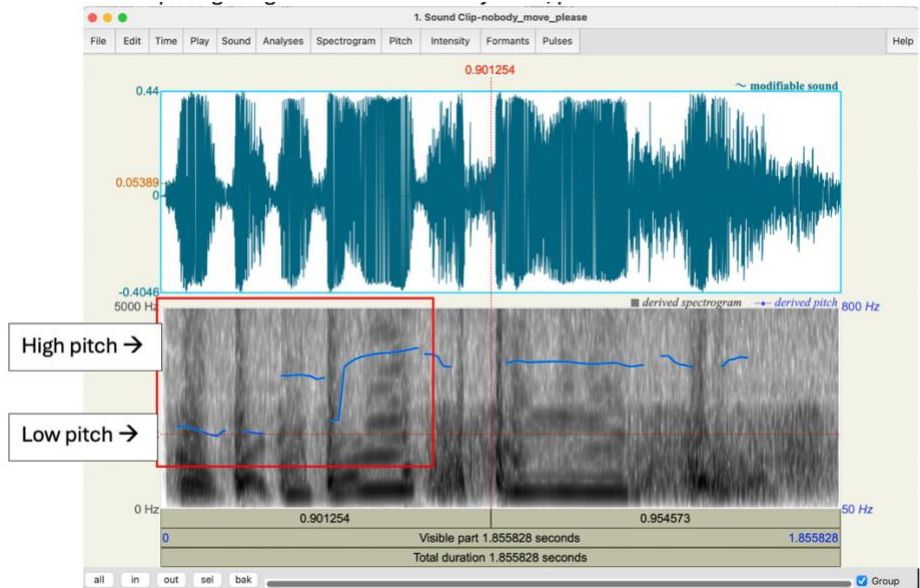 1. Sound Clip-nobody_move_please
File Edit Time Play Sound Analyses Spectrogram Pitch Intensity Formants Pulses Help
0.901254
~ modifiable sound
0.44
0.05389
0
-0.4046
5000 Hz
derived spectrogram derived pitch 800 Hz
High pitch →
Low pitch →
0 Hz
50 Hz
0.901254 0.954573
0 Visible part 1.855828 seconds 1.855828
Total duration 1.855828 seconds
all in out sel bak Group